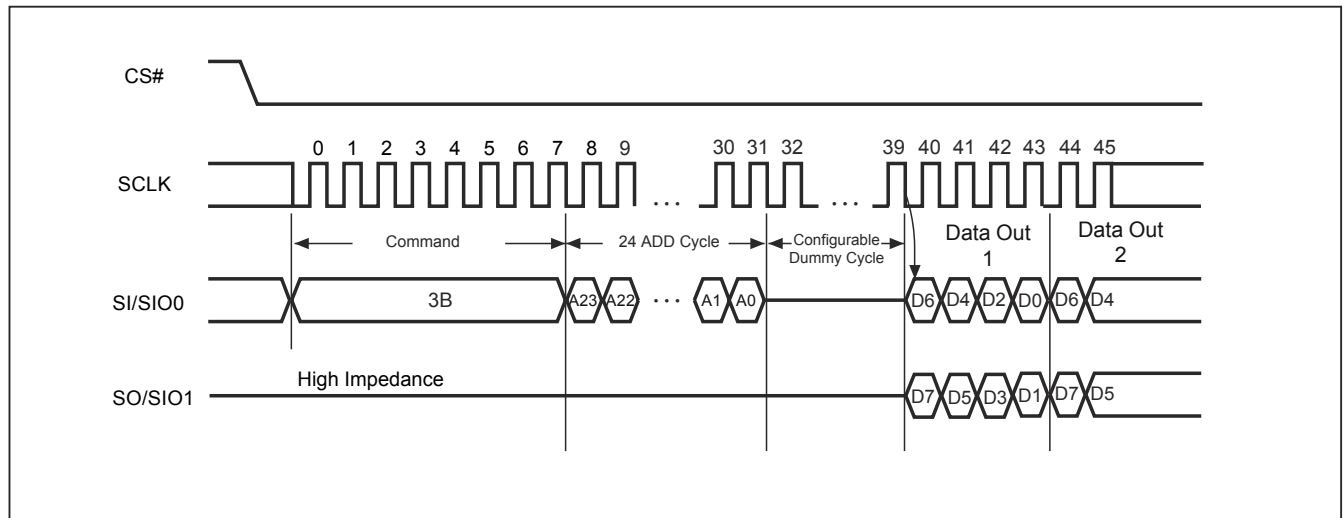 CS#
0 1 2 3 4 5 6 7 8 9 30 31 32 39 40 41 42 43 44 45
SCLK
... ...
Command
24 ADD Cycle
Configurable
Dummy Cycle
Data Out
1
Data Out
2
SI/SIO0
3B
A23 A22 ... A1 A0
D6 D4 D2 D0 D6 D4
High Impedance
SO/SIO1
D7 D5 D3 D1 D7 D5